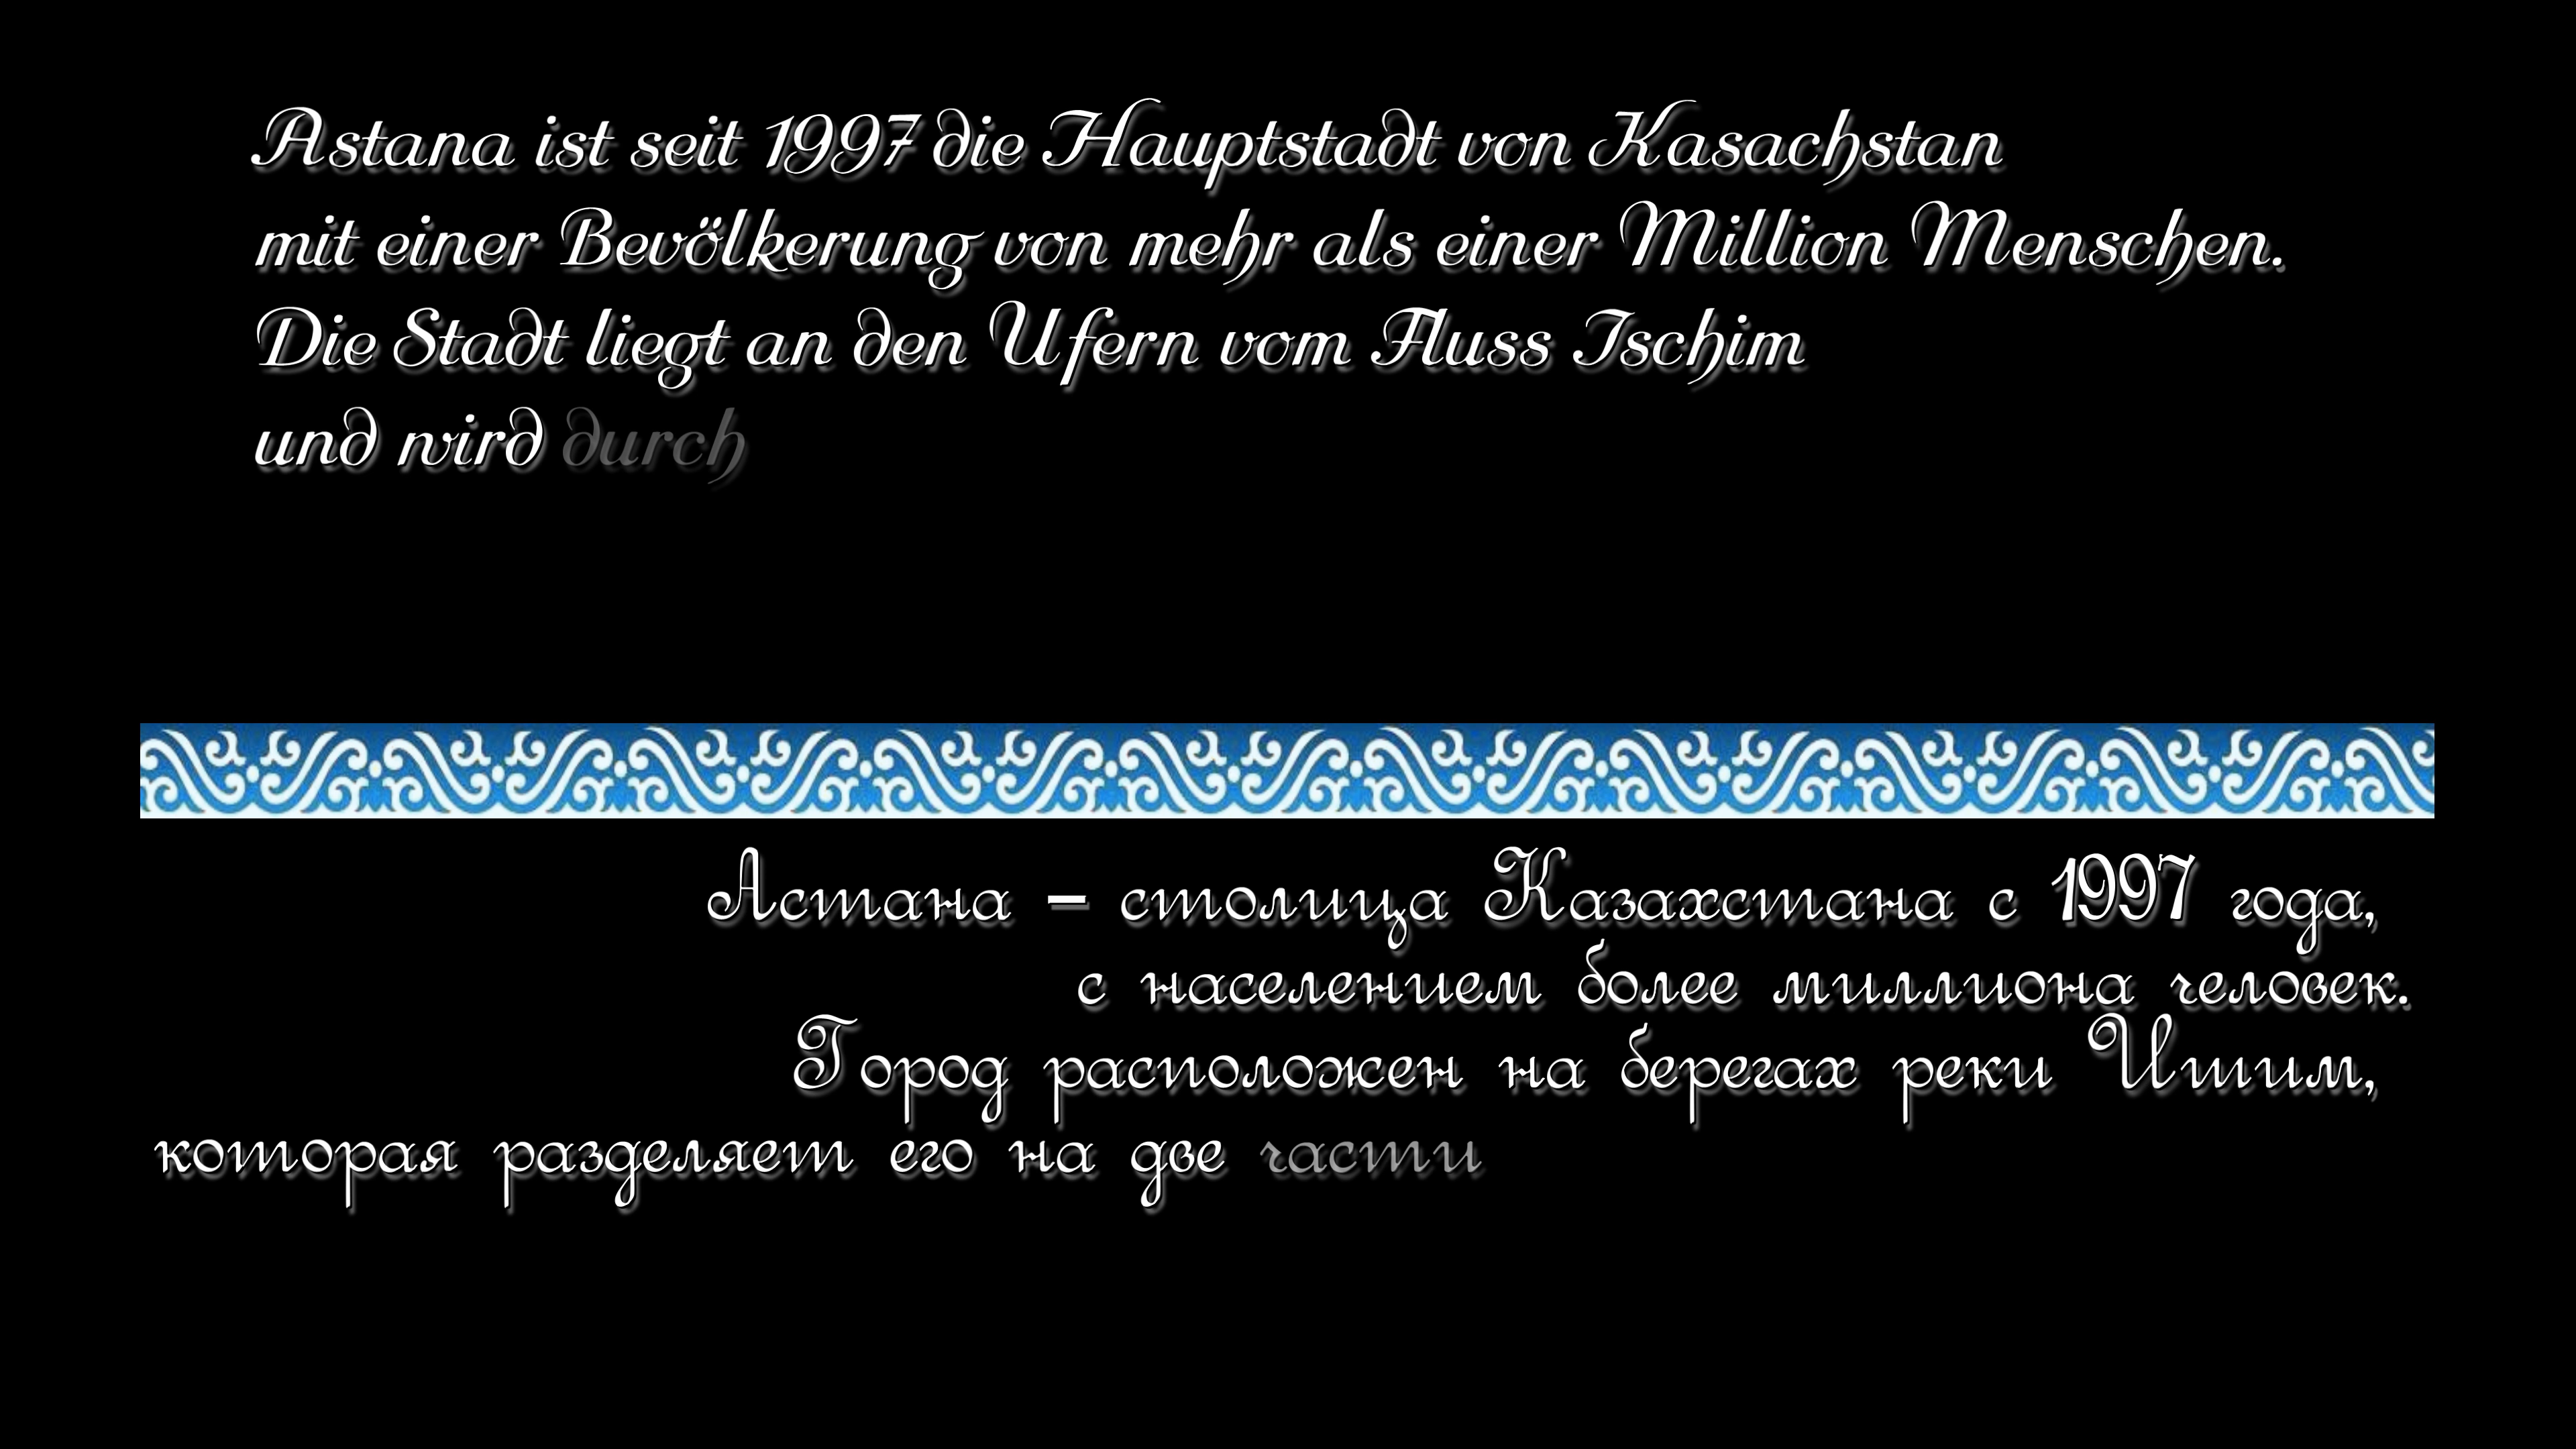 Astana ist seit 1997 die Hauptstadt von Kasachstan
mit einer Bevölkerung von mehr als einer Million Menschen.
Die Stadt liegt an den Ufern vom Fluss Ischim
und wird durch
Астана – столица Казахстана с 1997 года,
с населением более миллиона человек.
Город расположен на берегах реки Ишим,
которая разделяет его на две части